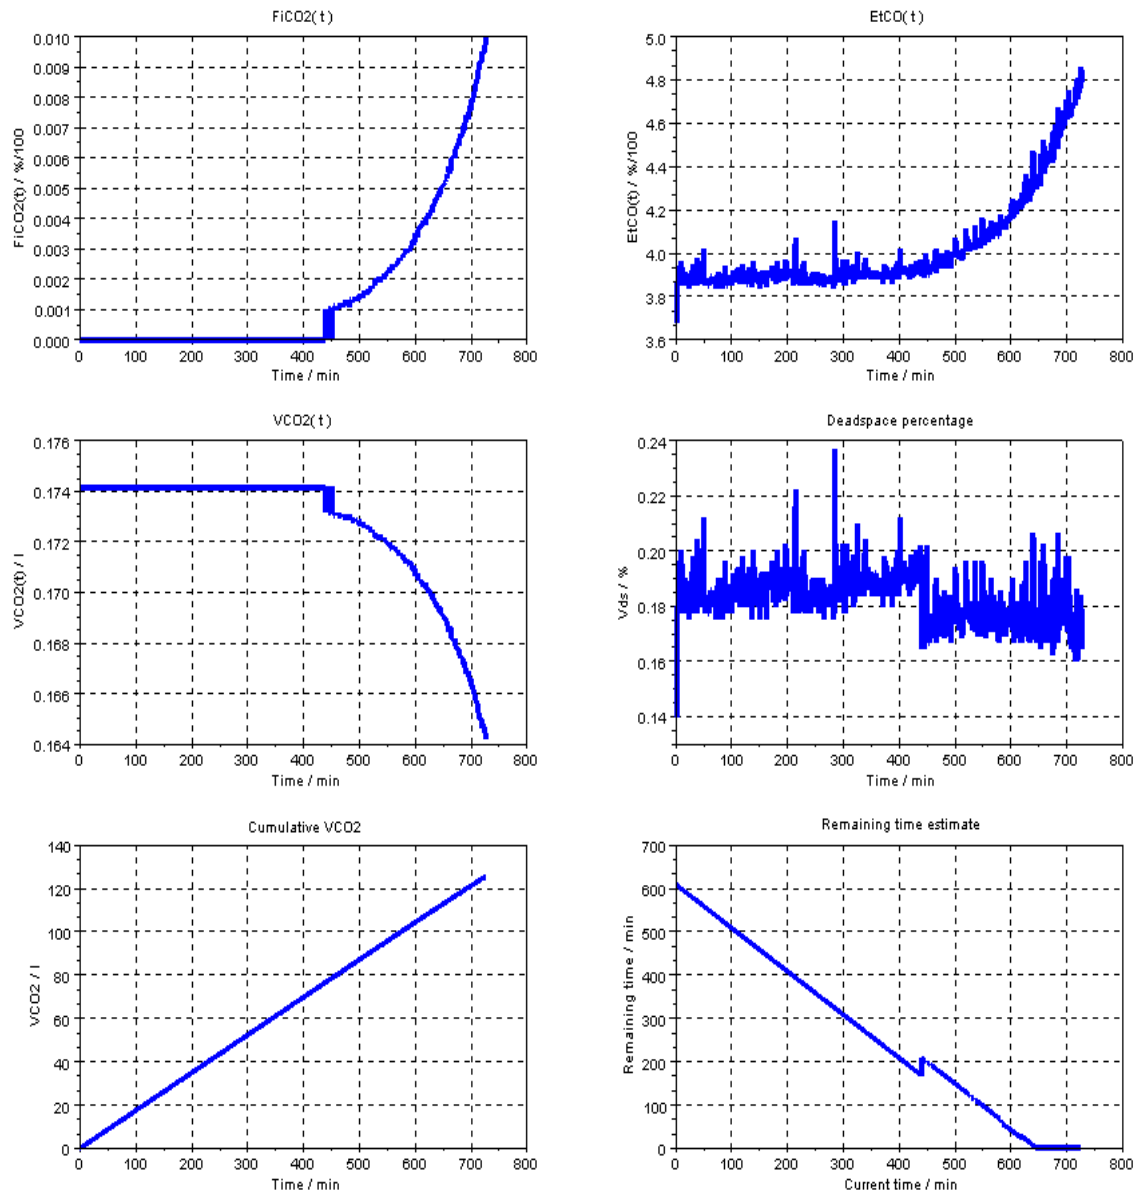 FiCO2( t )
FiCO2(t) / %/100
0.010
0.009
0.008
0.007
0.006
0.005
0.004
0.003
0.002
0.001
0.000
0 100 200 300 400 500 600 700 800
Time / min
EtCO( t )
EtCO(t) / %/100
5.0
4.8
4.6
4.4
4.2
4.0
3.8
3.6
0 100 200 300 400 500 600 700 800
Time / min
VCO2( t )
VCO2(t) / l
0.176
0.174
0.172
0.170
0.168
0.166
0.164
0 100 200 300 400 500 600 700 800
Time / min
Deadspace percentage
Vds / %
0.24
0.22
0.20
0.18
0.16
0.14
0 100 200 300 400 500 600 700 800
Time / min
Cumulative VCO2
VCO2 / l
140
120
100
80
60
40
20
0
0 100 200 300 400 500 600 700 800
Time / min
Remaining time estimate
Remaining time / min
700
600
500
400
300
200
100
0
0 100 200 300 400 500 600 700 800
Current time / min